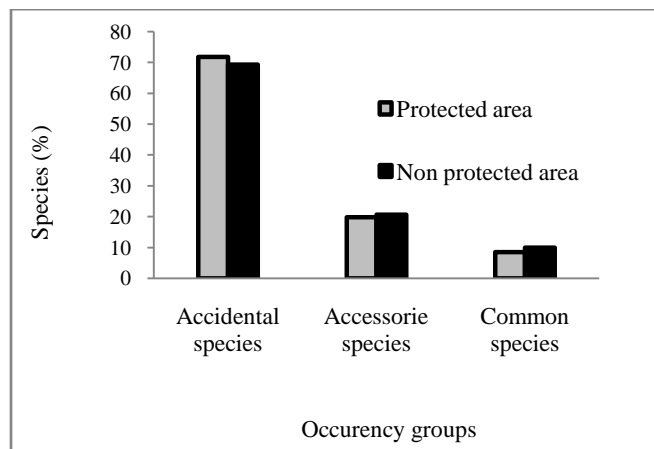 80
70
60
50
40
30
20
10
0
Species (%)
Protected area
Non protected area
Accidental
species
Accessorie
species
Common
species
Occurency groups